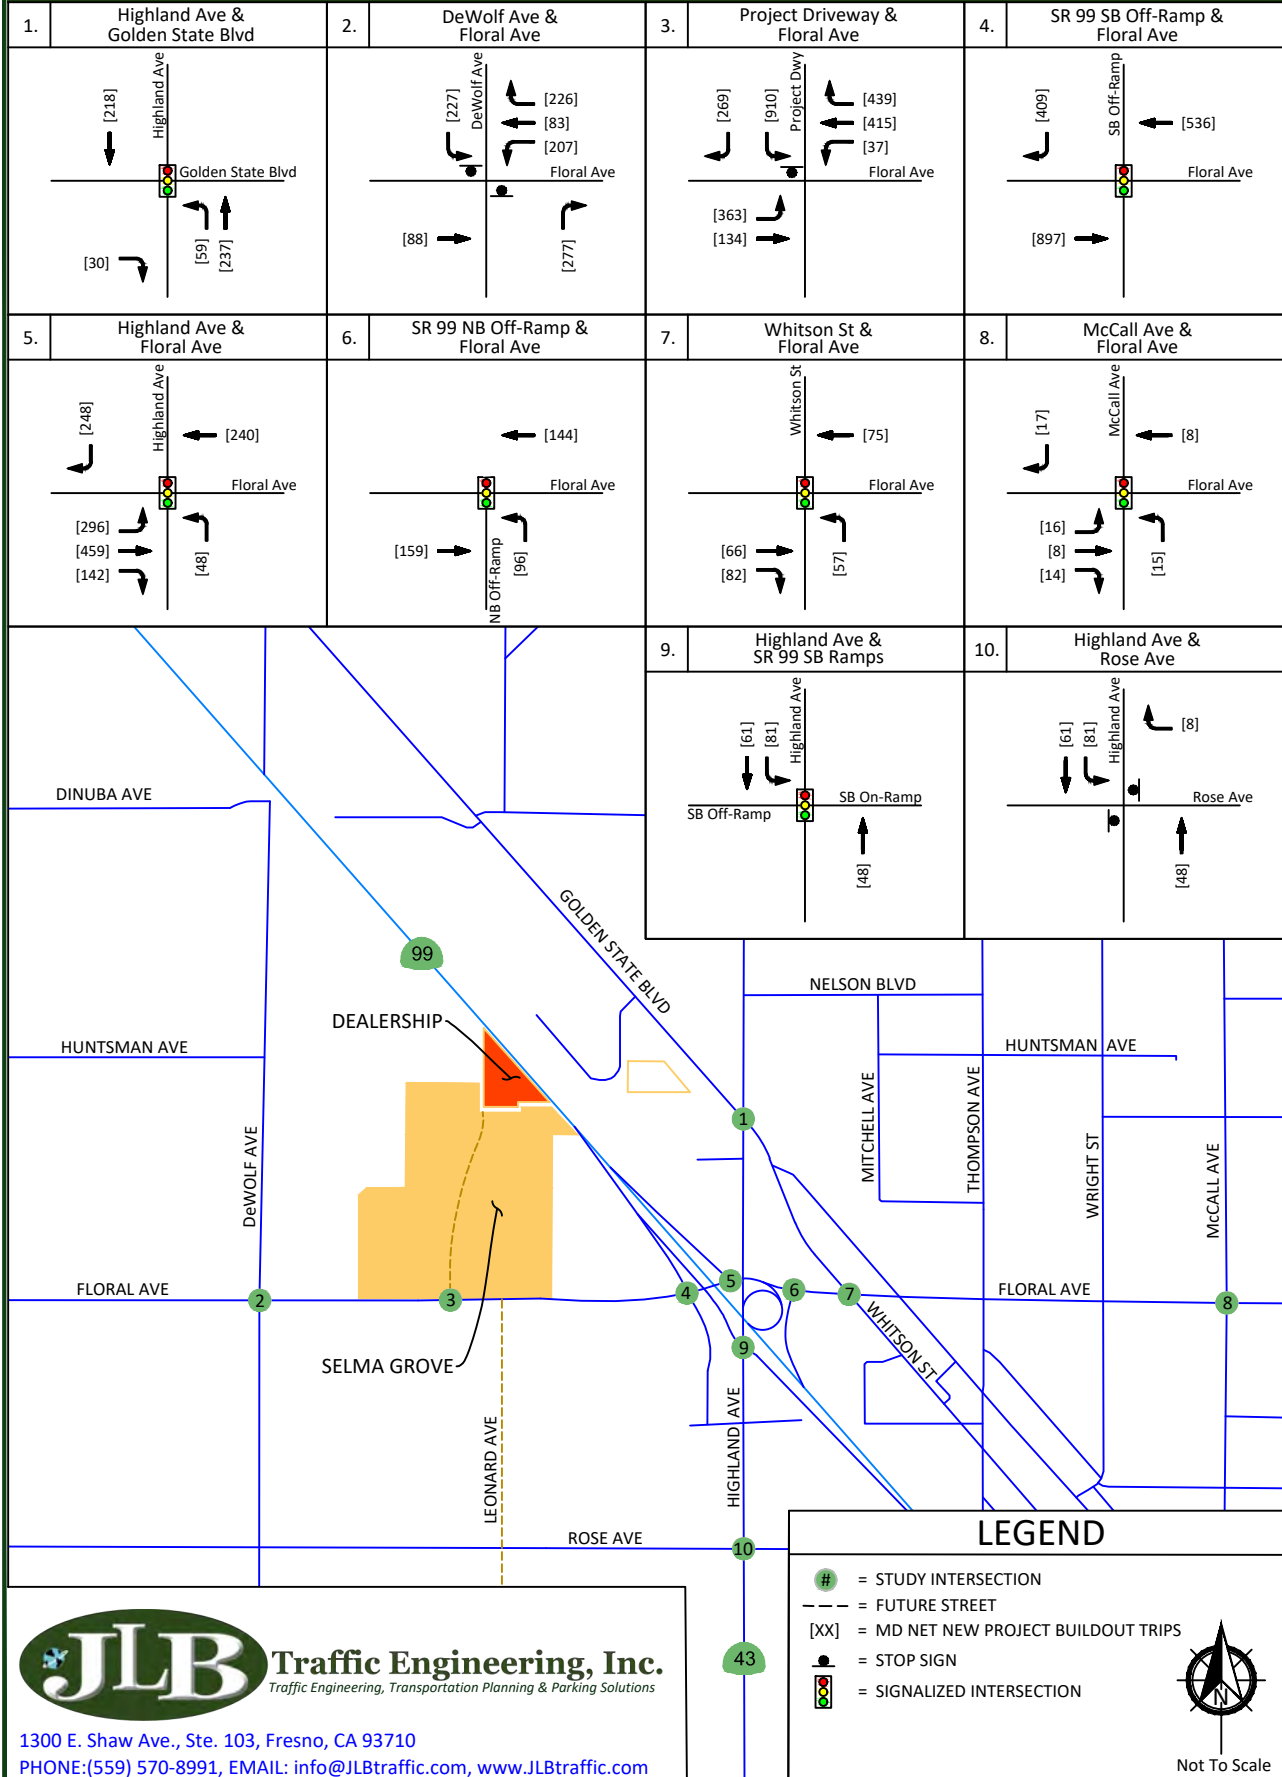 1.
Highland Ave &
Golden State Blvd
[218]
Highland Ave
Golden State Blvd
[30]
[59]
[237]
2.
DeWolf Ave &
Floral Ave
[227]
DeWolf Ave
[226]
[83]
[207]
Floral Ave
[88]
[277]
3.
Project Driveway &
Floral Ave
[269]
[910]
Project Dwy
[439]
[415]
[37]
Floral Ave
[363]
[134]
4.
SR 99 SB Off-Ramp &
Floral Ave
[409]
SB Off-Ramp
[536]
Floral Ave
[897]
5.
Highland Ave &
Floral Ave
[248]
Highland Ave
[240]
Floral Ave
[296]
[459]
[142]
[48]
6.
SR 99 NB Off-Ramp &
Floral Ave
[144]
Floral Ave
[159]
NB Off-Ramp
[96]
7.
Whitson St &
Floral Ave
Whitson St
[75]
Floral Ave
[66]
[82]
[57]
8.
McCall Ave &
Floral Ave
[17]
McCall Ave
[8]
Floral Ave
[16]
[8]
[14]
[15]
9.
Highland Ave &
SR 99 SB Ramps
[61]
[81]
Highland Ave
SB On-Ramp
SB Off-Ramp
[48]
10.
Highland Ave &
Rose Ave
[61]
[81]
Highland Ave
[8]
Rose Ave
[48]
DINUBA AVE
99
GOLDEN STATE BLVD
NELSON BLVD
DEALERSHIP
HUNTSMAN AVE
HUNTSMAN AVE
MITCHELL AVE
THOMPSON AVE
WRIGHT ST
McCALL AVE
DeWOLF AVE
1
FLORAL AVE
2
3
4
5
6
7
FLORAL AVE
8
9
WHITSON ST
SELMA GROVE
LEONARD AVE
HIGHLAND AVE
ROSE AVE
10
43
LEGEND
# = STUDY INTERSECTION
= FUTURE STREET
[XX] = MD NET NEW PROJECT BUILDOUT TRIPS
= STOP SIGN
= SIGNALIZED INTERSECTION
N
Not To Scale
JLB
Traffic Engineering, Inc.
Traffic Engineering, Transportation Planning & Parking Solutions
1300 E. Shaw Ave., Ste. 103, Fresno, CA 93710
PHONE:(559) 570-8991, EMAIL: info@JLBtraffic.com, www.JLBtraffic.com